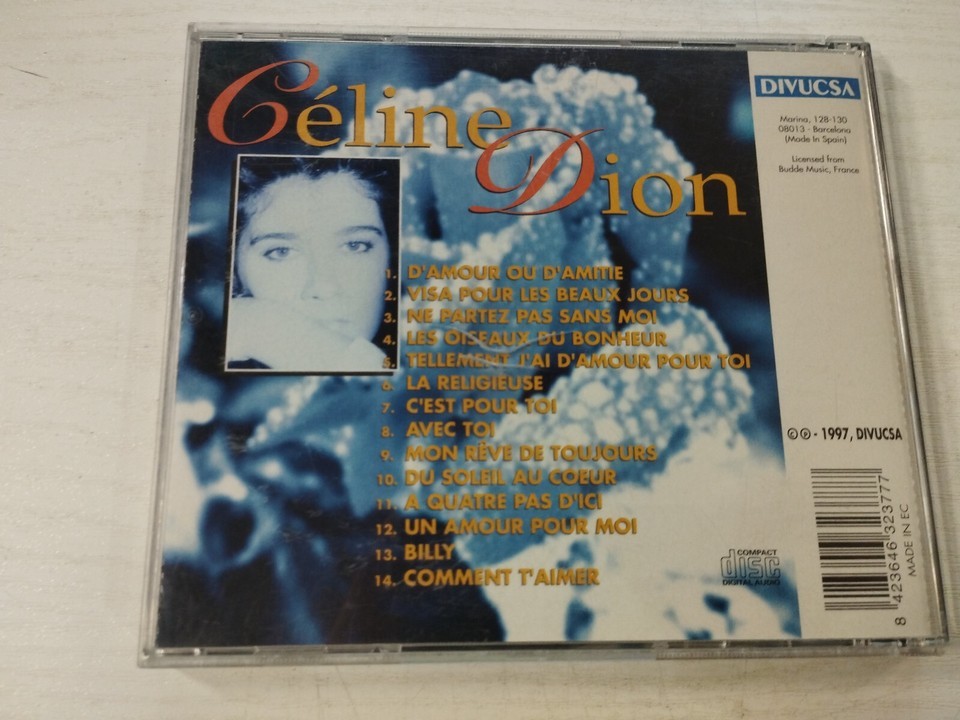 Céline
Dion
1. D'AMOUR OU D'AMITIE
2. VISA POUR LES BEAUX JOURS
3. NE PARTEZ PAS SANS MOI
4. LES OISEAUX DU BONHEUR
5. TELLEMENT J'AI D'AMOUR POUR TOI
6. LA RELIGIEUSE
7. C'EST POUR TOI
8. AVEC TOI
9. MON RÊVE DE TOUJOURS
10. DU SOLEIL AU COEUR
11. A QUATRE PAS D'ICI
12. UN AMOUR POUR MOI
13. BILLY
14. COMMENT T'AIMER
DIVUCSA
Marina, 128-130
08013 - Barcelona
(Made In Spain)
Licensed from
Budde Music, France
©℗ - 1997, DIVUCSA
COMPACT
disc
DIGITAL AUDIO
8 423646 323777
MADE IN EC